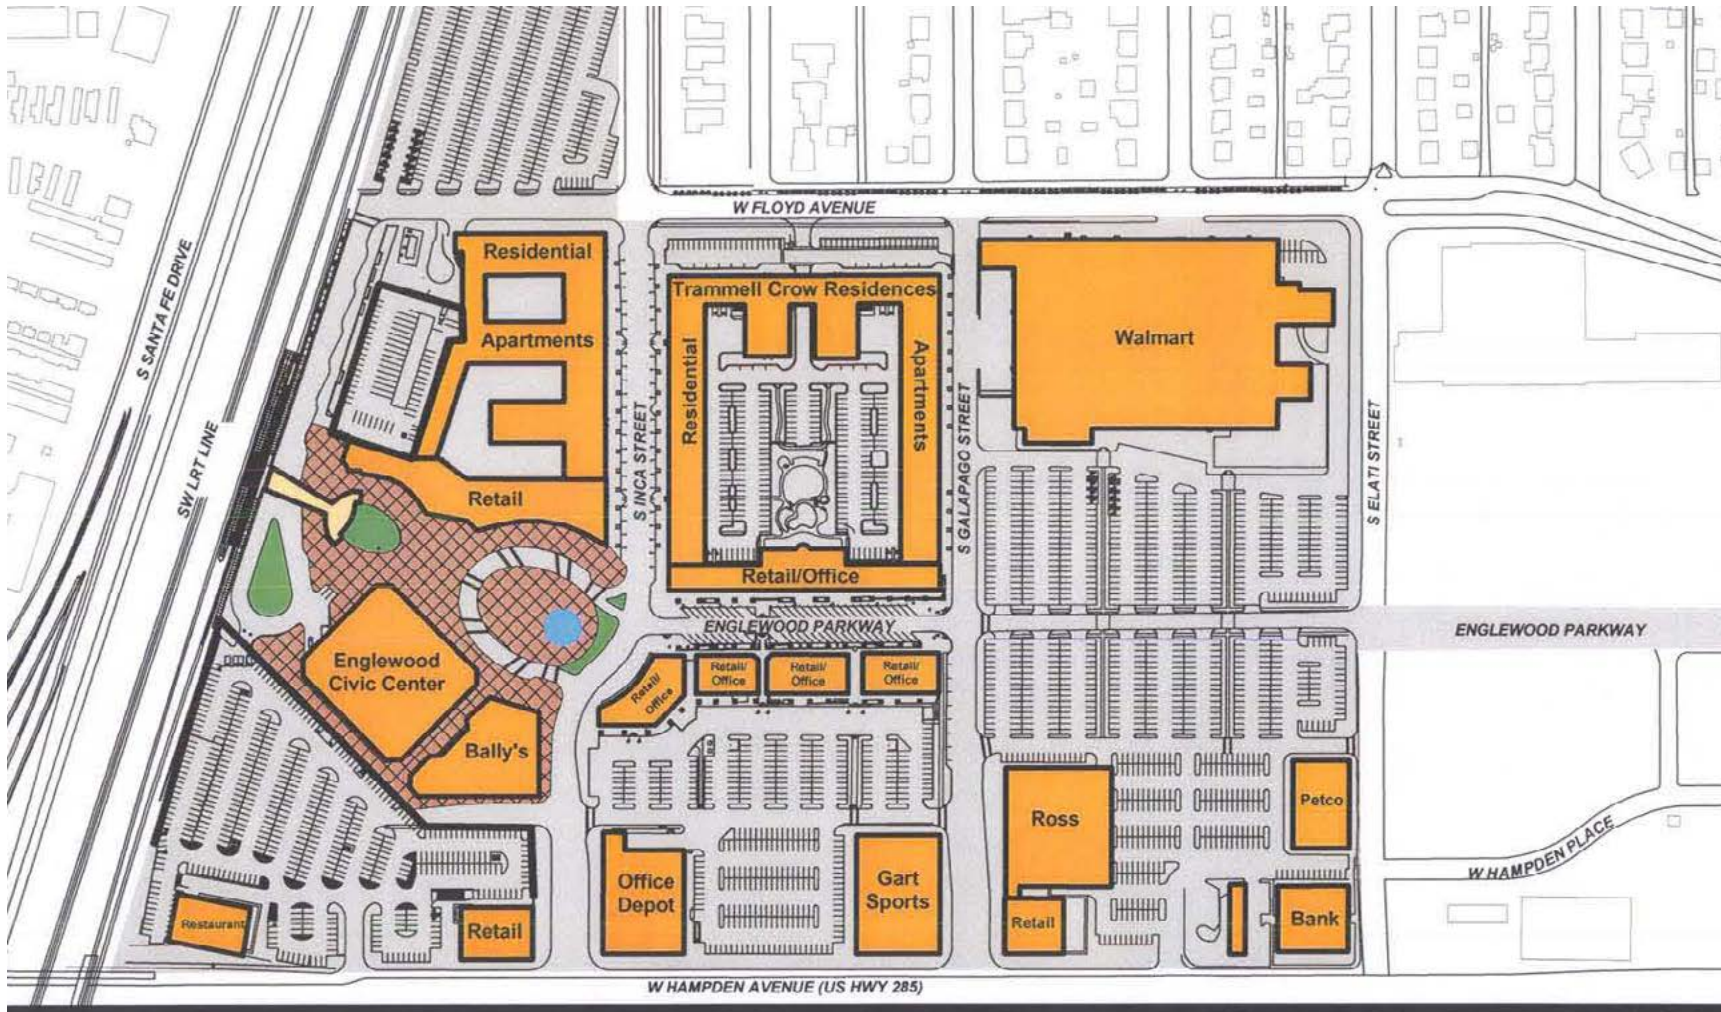 W FLOYD AVENUE
Residential
Apartments
Trammell Crow Residences
Residential
Apartments
Walmart
S SANTA FE DRIVE
SW LRT LINE
S INCA STREET
S GALAPAGO STREET
S ELATI STREET
Retail
Retail/Office
ENGLEWOOD PARKWAY
ENGLEWOOD PARKWAY
Englewood
Civic Center
Retail/
Office
Retail/
Office
Retail/
Office
Retail/
Office
Bally's
Ross
Petco
W HAMPDEN PLACE
Office
Depot
Gart
Sports
Restaurant
Retail
Retail
Bank
W HAMPDEN AVENUE (US HWY 285)